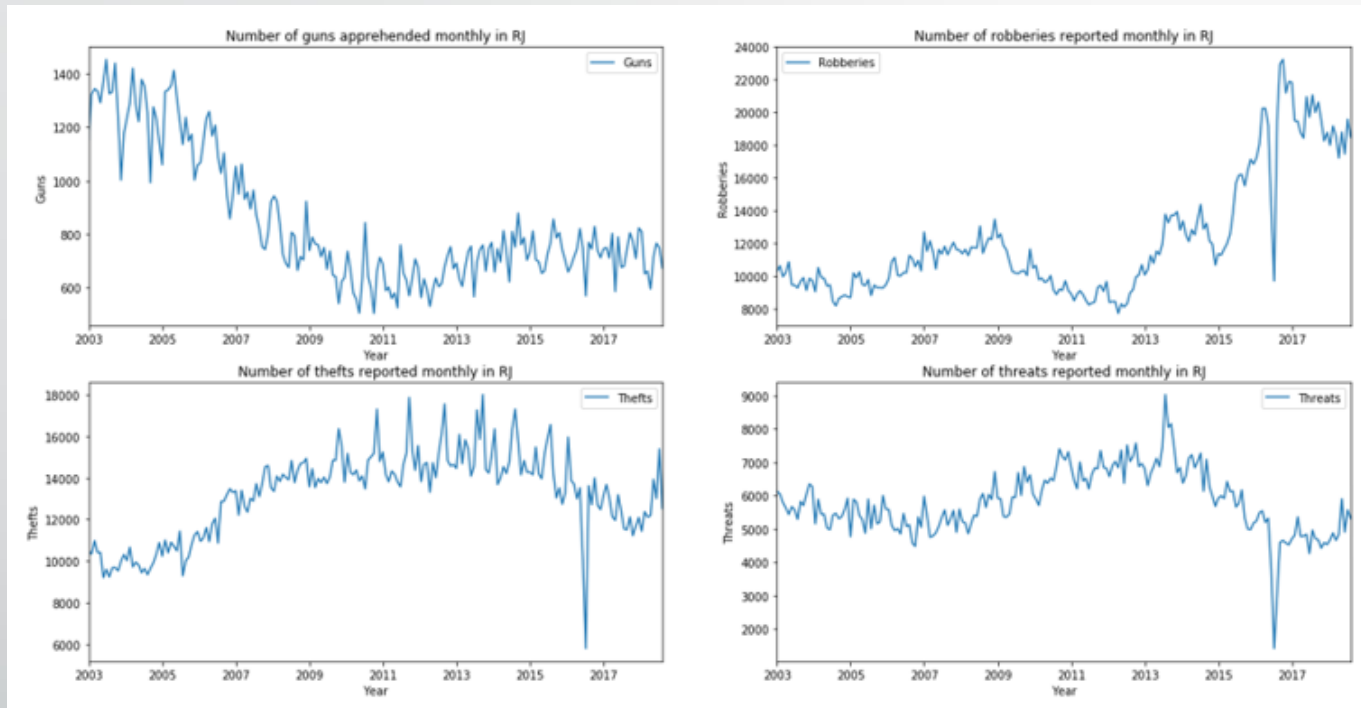 Number of guns apprehended monthly in RJ
Guns
1400
1200
1000
800
600
Guns
2003 2005 2007 2009 2011 2013 2015 2017
Year
Number of robberies reported monthly in RJ
Robberies
24000
22000
20000
18000
16000
14000
12000
10000
8000
Robberies
2003 2005 2007 2009 2011 2013 2015 2017
Year
Number of thefts reported monthly in RJ
Thefts
18000
16000
14000
12000
10000
8000
6000
Thefts
2003 2005 2007 2009 2011 2013 2015 2017
Year
Number of threats reported monthly in RJ
Threats
9000
8000
7000
6000
5000
4000
3000
2000
Threats
2003 2005 2007 2009 2011 2013 2015 2017
Year